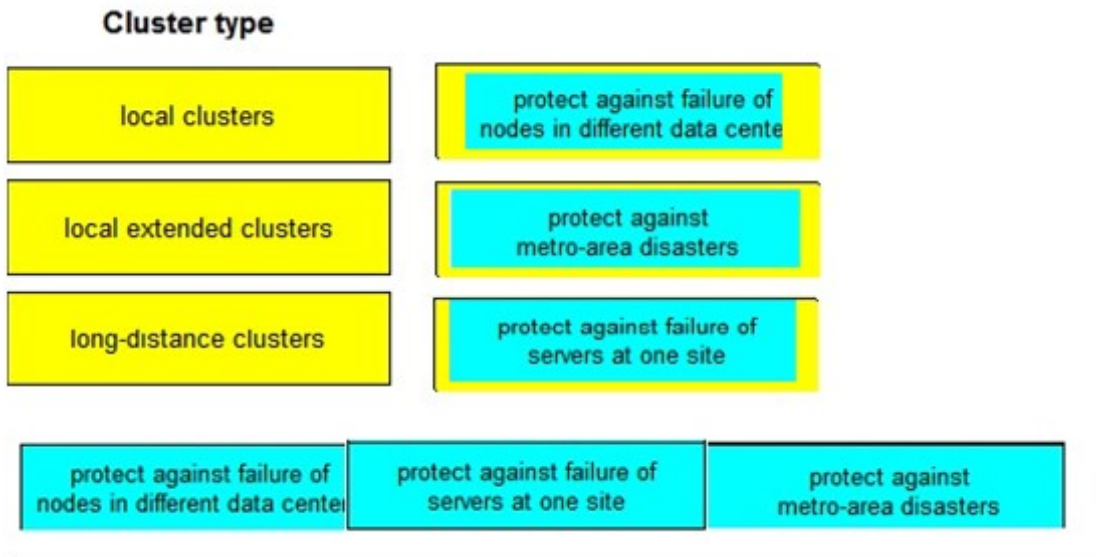 Cluster type
local clusters
protect against failure of
nodes in different data cente
local extended clusters
protect against
metro-area disasters
long-distance clusters
protect against failure of
servers at one site
protect against failure of
nodes in different data center
protect against failure of
servers at one site
protect against
metro-area disasters